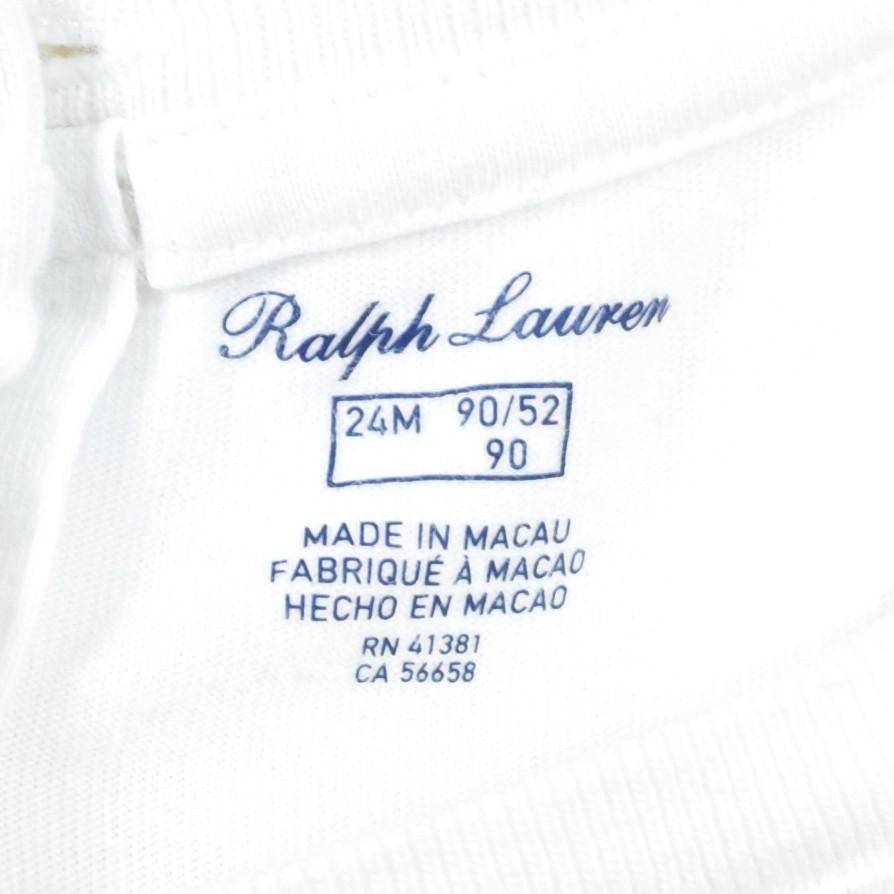 Ralph Lauren
24M 90/52
90
MADE IN MACAU
FABRIQUÉ À MACAO
HECHO EN MACAO
RN 41381
CA 56658